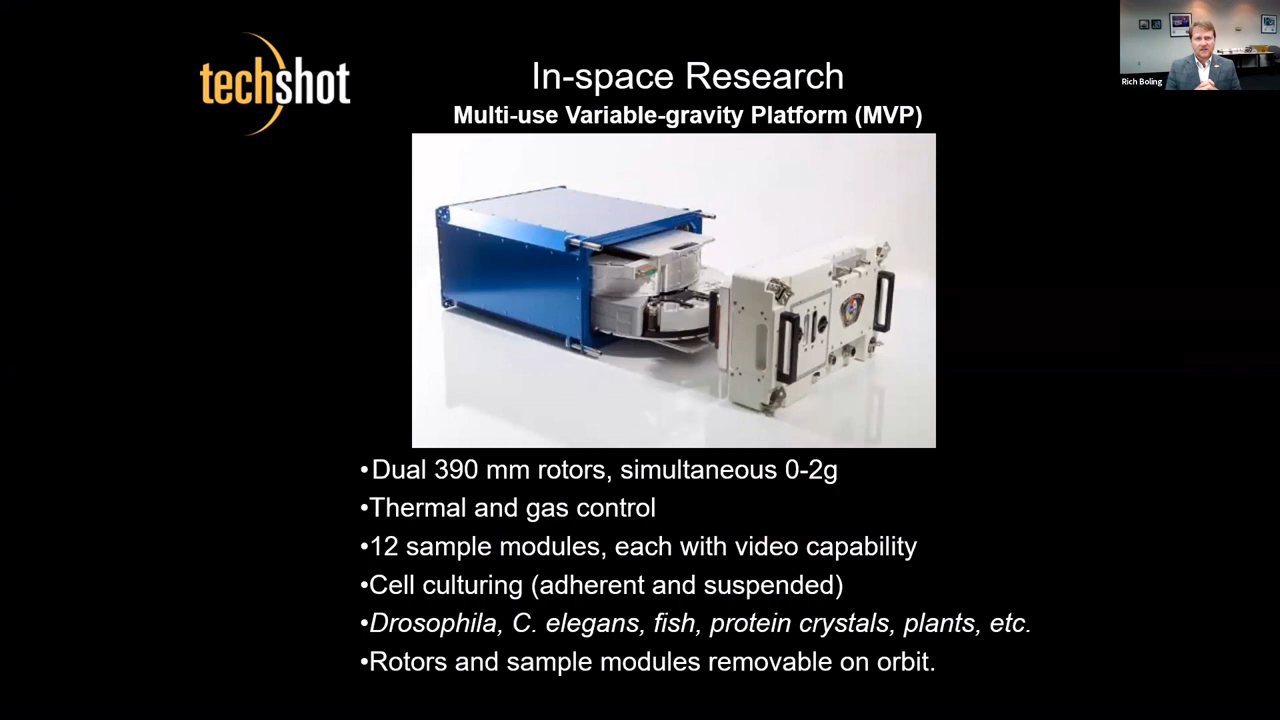 techshot
In-space Research
Multi-use Variable-gravity Platform (MVP)
Rich Boling
•Dual 390 mm rotors, simultaneous 0-2g
•Thermal and gas control
•12 sample modules, each with video capability
•Cell culturing (adherent and suspended)
•Drosophila, C. elegans, fish, protein crystals, plants, etc.
•Rotors and sample modules removable on orbit.